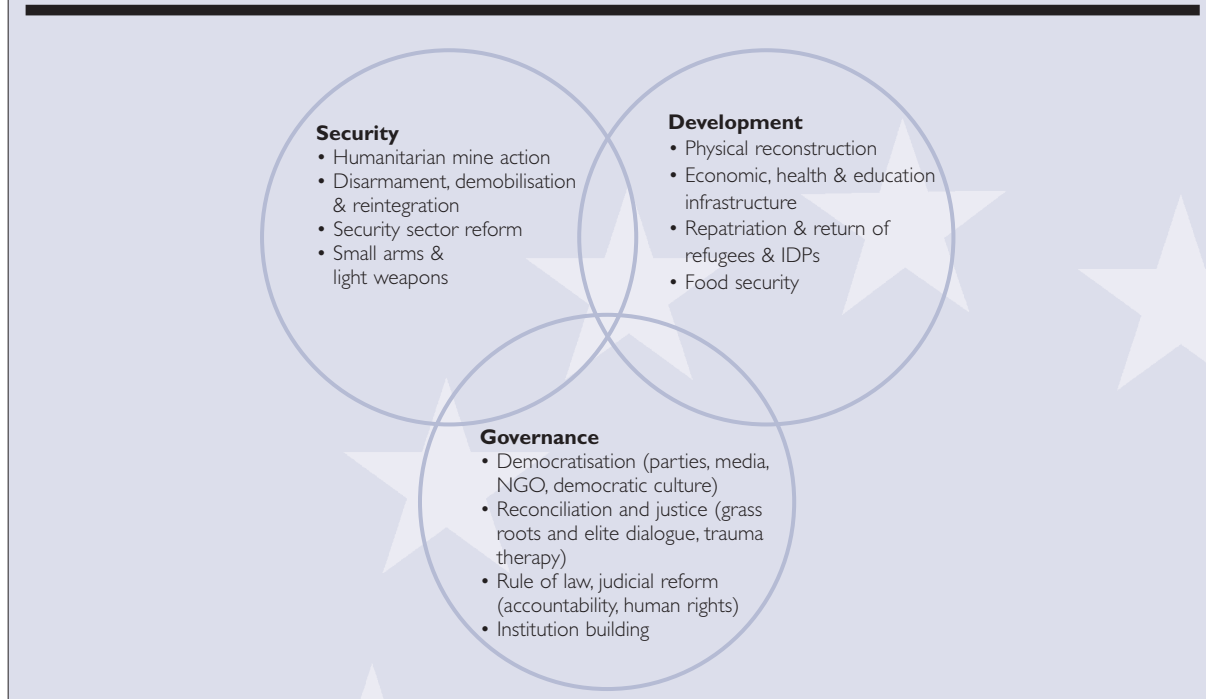 Security
• Humanitarian mine action
• Disarmament, demobilisation
& reintegration
• Security sector reform
• Small arms &
light weapons
Development
• Physical reconstruction
• Economic, health & education
infrastructure
• Repatriation & return of
refugees & IDPs
• Food security
Governance
• Democratisation (parties, media,
NGO, democratic culture)
• Reconciliation and justice (grass
roots and elite dialogue, trauma
therapy)
• Rule of law, judicial reform
(accountability, human rights)
• Institution building